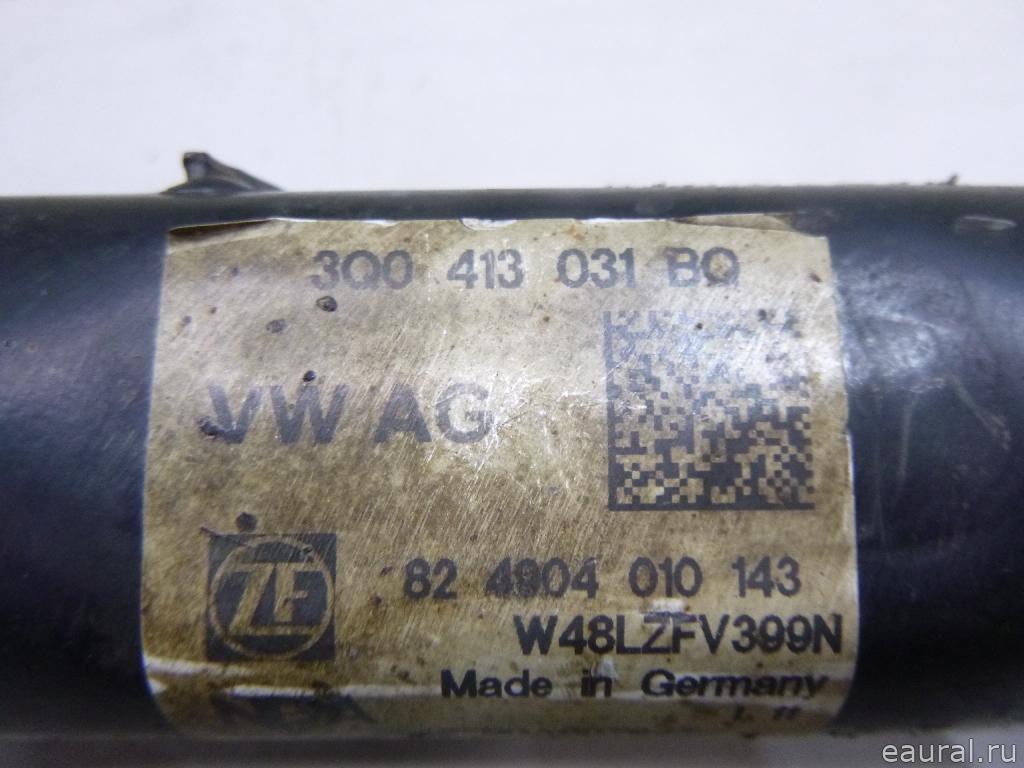 3Q0 413 031 BQ
VW AG
ZF
82 4904 010 143
W48LZFV399N
Made in Germany
eaural.ru